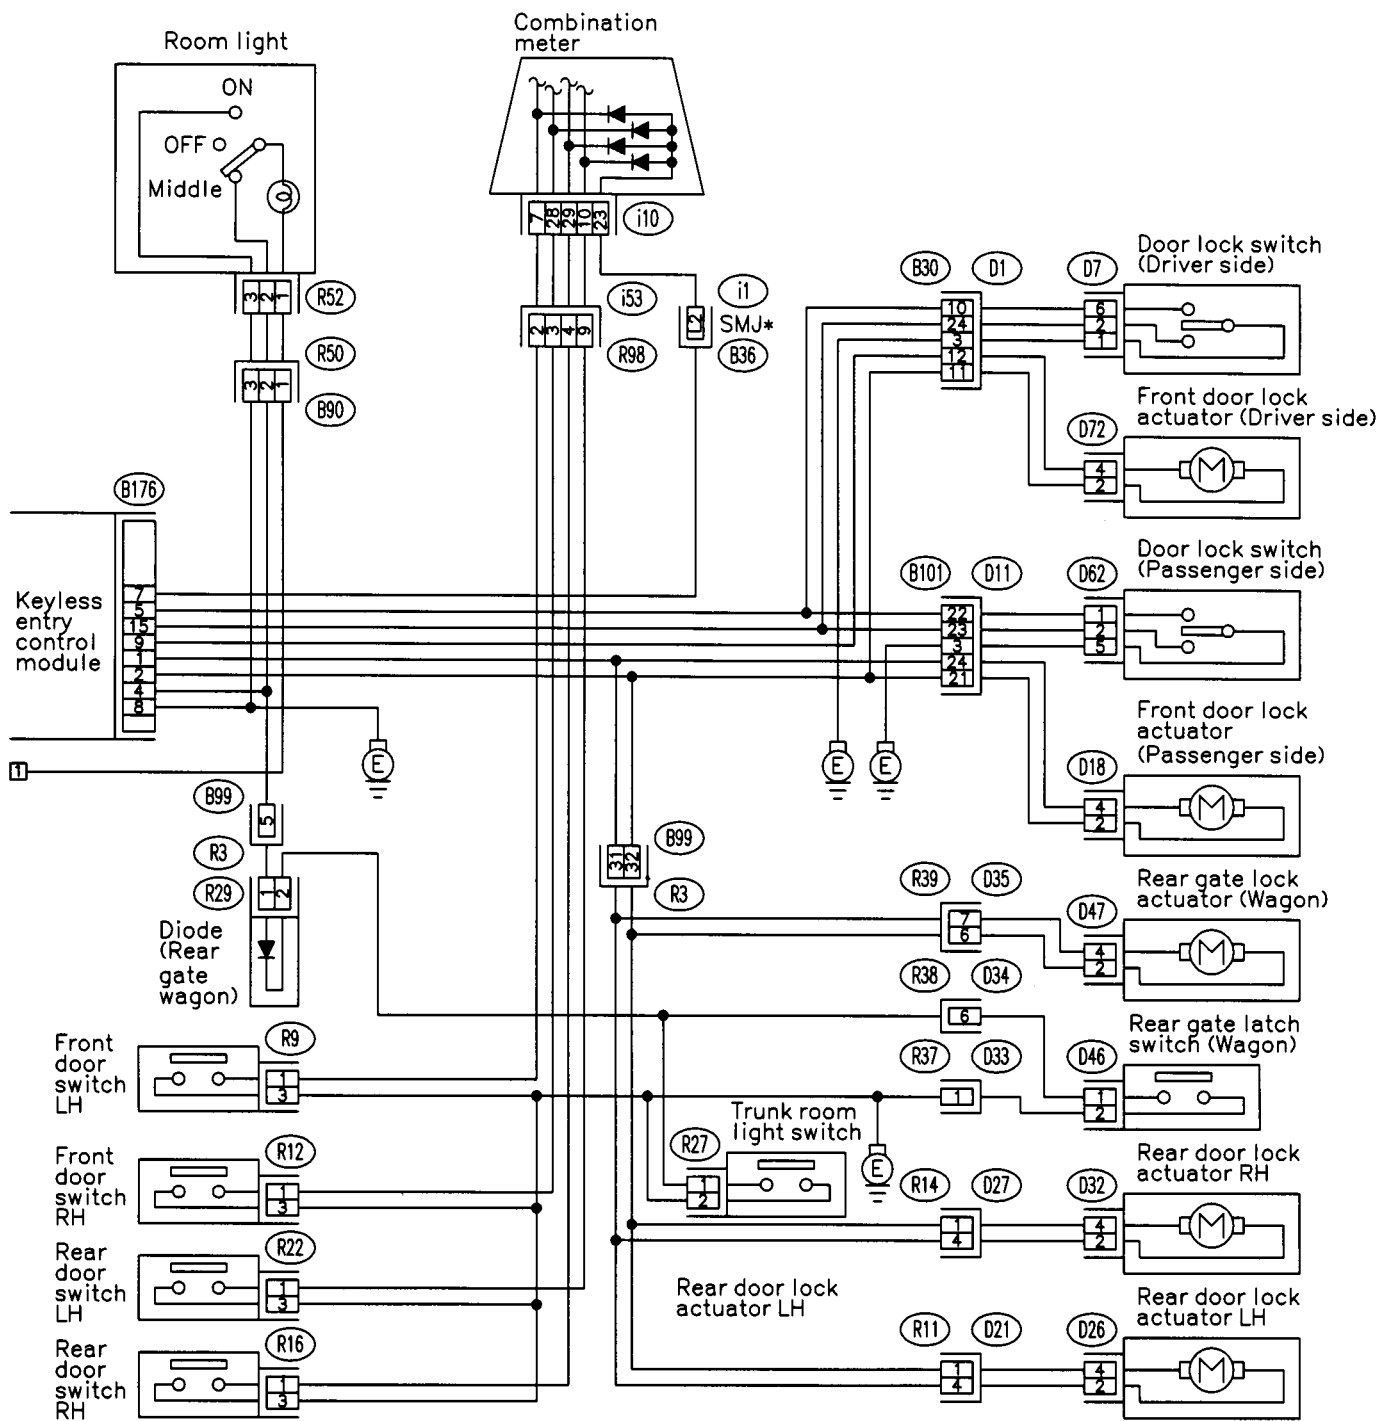 Room light
ON
OFF
Middle
3 2 1
R52
R50
3 2 1
B90
Combination
meter
7 28 29 10 23
i10
i53
2 3 4 9
R98
i1
L2
SMJ*
B36
B30
D1
D7
Door lock switch
(Driver side)
10
24
3
12
11
6
2
1
Front door lock
actuator (Driver side)
D72
4
2
M
B176
Keyless
entry
control
module
7
5
15
9
1
2
4
8
1
E
B101
D11
D62
Door lock switch
(Passenger side)
22
23
3
24
21
1
2
5
E
E
Front door lock
actuator
(Passenger side)
D18
4
2
M
B99
5
R3
R29
1 2
Diode
(Rear
gate
wagon)
B99
31 32
R3
R39
D35
D47
Rear gate lock
actuator (Wagon)
7
6
4
2
M
R38
D34
6
Rear gate latch
switch (Wagon)
R37
D33
D46
1
1
2
Front
door
switch
LH
R9
1
3
Front
door
switch
RH
R12
1
3
Rear
door
switch
LH
R22
1
3
Rear
door
switch
RH
R16
1
3
Trunk room
light switch
R27
1
2
E
Rear door lock
actuator RH
R14
D27
D32
1
4
4
2
M
Rear door lock
actuator LH
Rear door lock
actuator LH
R11
D21
D26
1
4
4
2
M